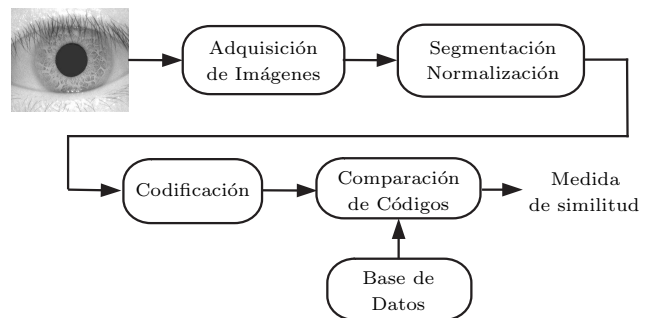 Adquisición
de Imágenes
Segmentación
Normalización
Codificación
Comparación
de Códigos
Medida
de similitud
Base de
Datos